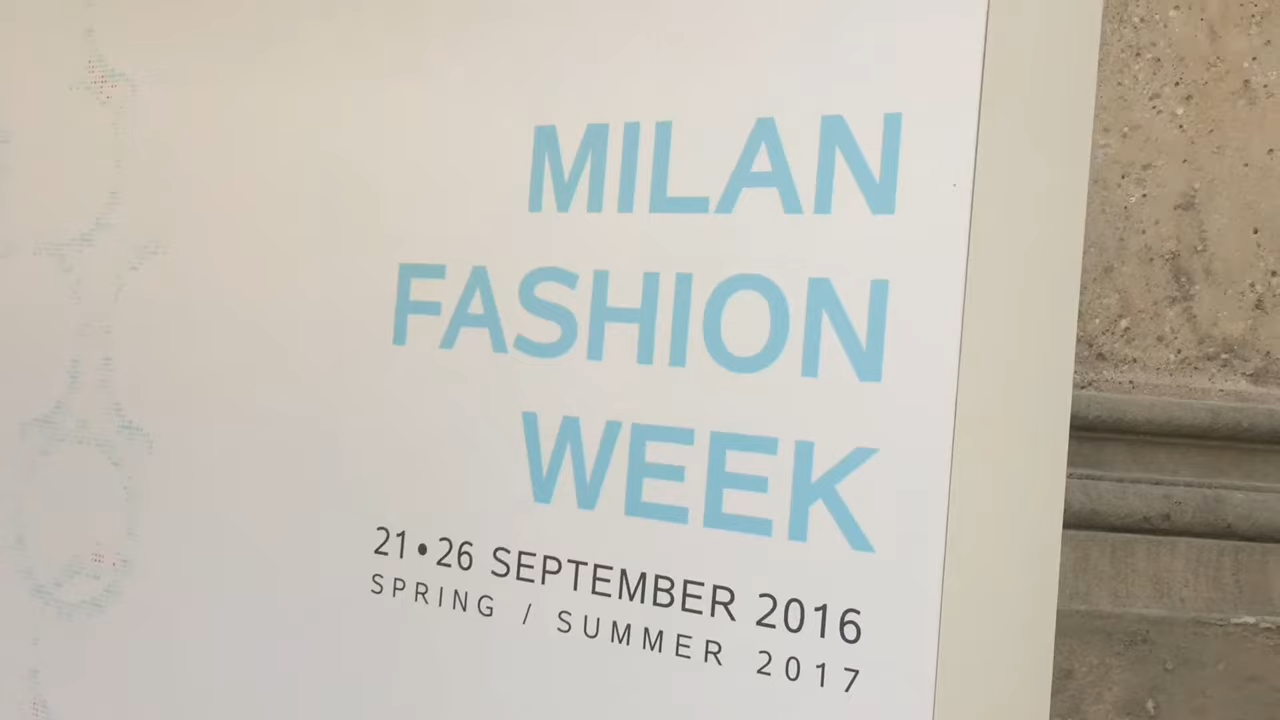 MILAN
FASHION
WEEK
21•26 SEPTEMBER 2016
SPRING / SUMMER 2017